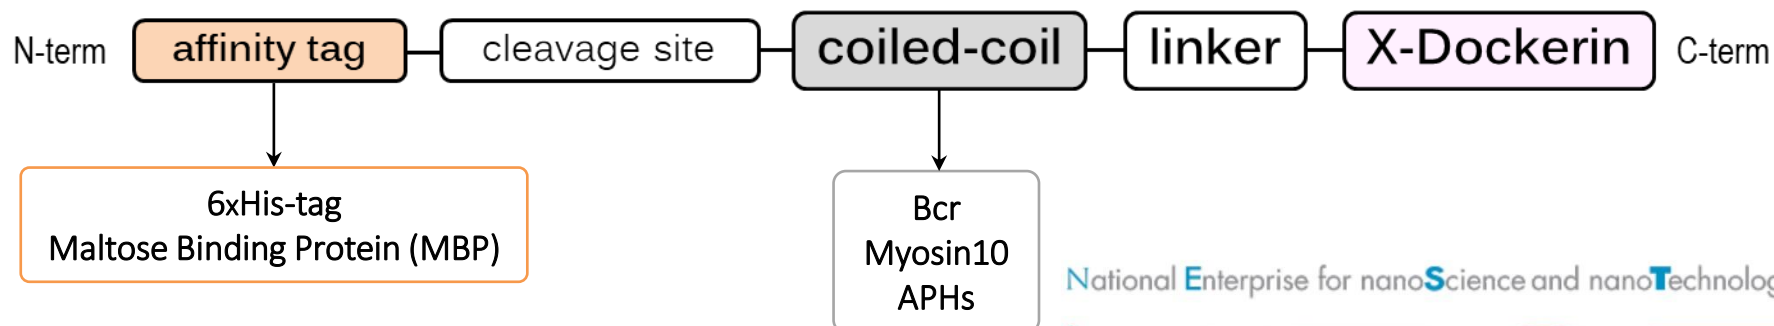 N-term affinity tag cleavage site coiled-coil linker X-Dockerin C-term
6xHis-tag
Maltose Binding Protein (MBP)
Bcr
Myosin10
APHs
National Enterprise for nanoScience and nanoTechnolog